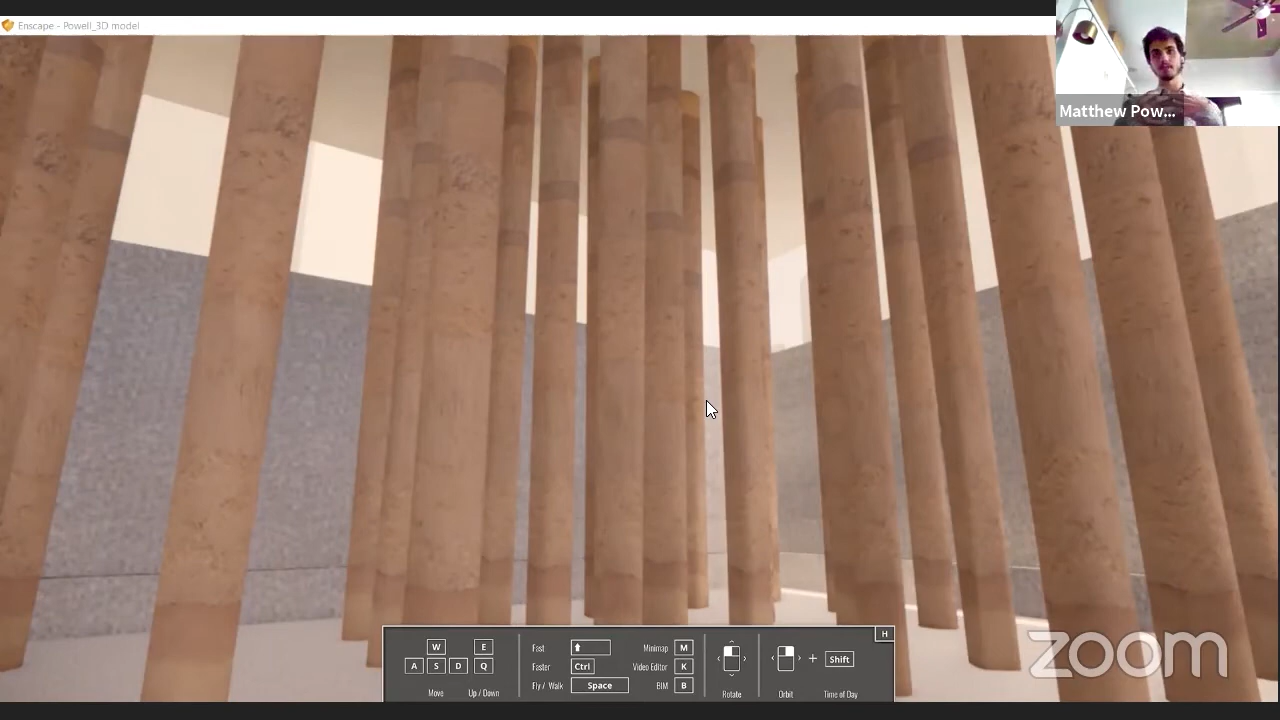 Enscape - Powell_3D model
Matthew Pow...
H
W E
A S D Q
Move Up / Down
Fast
Faster Ctrl
Fly / Walk Space
Minimap M
Video Editor K
BIM B
Rotate
+ Shift
Orbit Time of Day
zoom